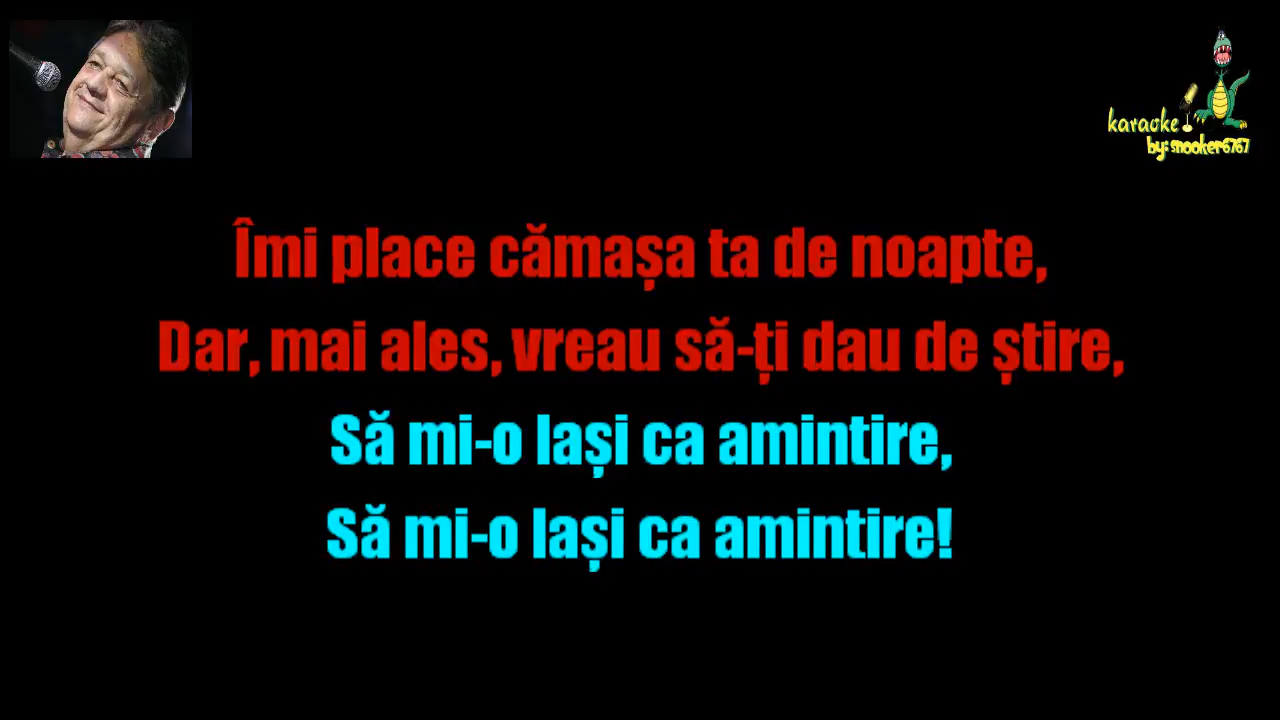 karaoke
by: snooker6767
Îmi place cămașa ta de noapte,
Dar, mai ales, vreau să-ți dau de știre,
Să mi-o lași ca amintire,
Să mi-o lași ca amintire!